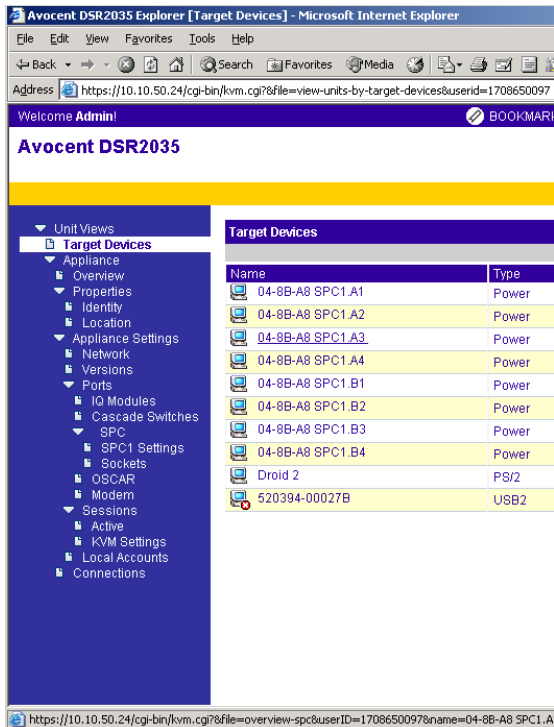 Avocent DSR2035 Explorer [Target Devices] - Microsoft Internet Explorer
File Edit View Favorites Tools Help
Back Search Favorites Media
Address https://10.10.50.24/cgi-bin/kvm.cgi?&file=view-units-by-target-devices&userid=1708650097
Welcome Admin! BOOKMARK
Avocent DSR2035
Unit Views
Target Devices
Appliance
Overview
Properties
Identity
Location
Appliance Settings
Network
Versions
Ports
IQ Modules
Cascade Switches
SPC
SPC1 Settings
Sockets
OSCAR
Modem
Sessions
Active
KVM Settings
Local Accounts
Connections
Target Devices
Name Type
04-8B-A8 SPC1.A1 Power
04-8B-A8 SPC1.A2 Power
04-8B-A8 SPC1.A3 Power
04-8B-A8 SPC1.A4 Power
04-8B-A8 SPC1.B1 Power
04-8B-A8 SPC1.B2 Power
04-8B-A8 SPC1.B3 Power
04-8B-A8 SPC1.B4 Power
Droid 2 PS/2
520394-00027B USB2
https://10.10.50.24/cgi-bin/kvm.cgi?&file=overview-spc&userID=1708650097&name=04-8B-A8 SPC1.A